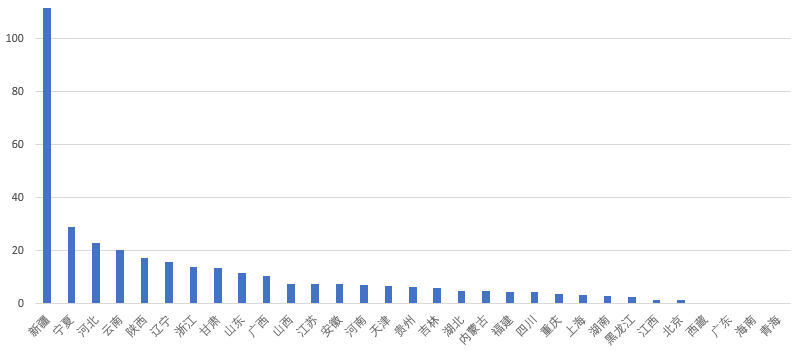 100
80
60
40
20
0
新疆
宁夏
河北
云南
陕西
辽宁
浙江
甘肃
山东
广西
山西
江苏
安徽
河南
天津
贵州
吉林
湖北
内蒙古
福建
四川
重庆
上海
湖南
黑龙江
江西
北京
西藏
广东
海南
青海